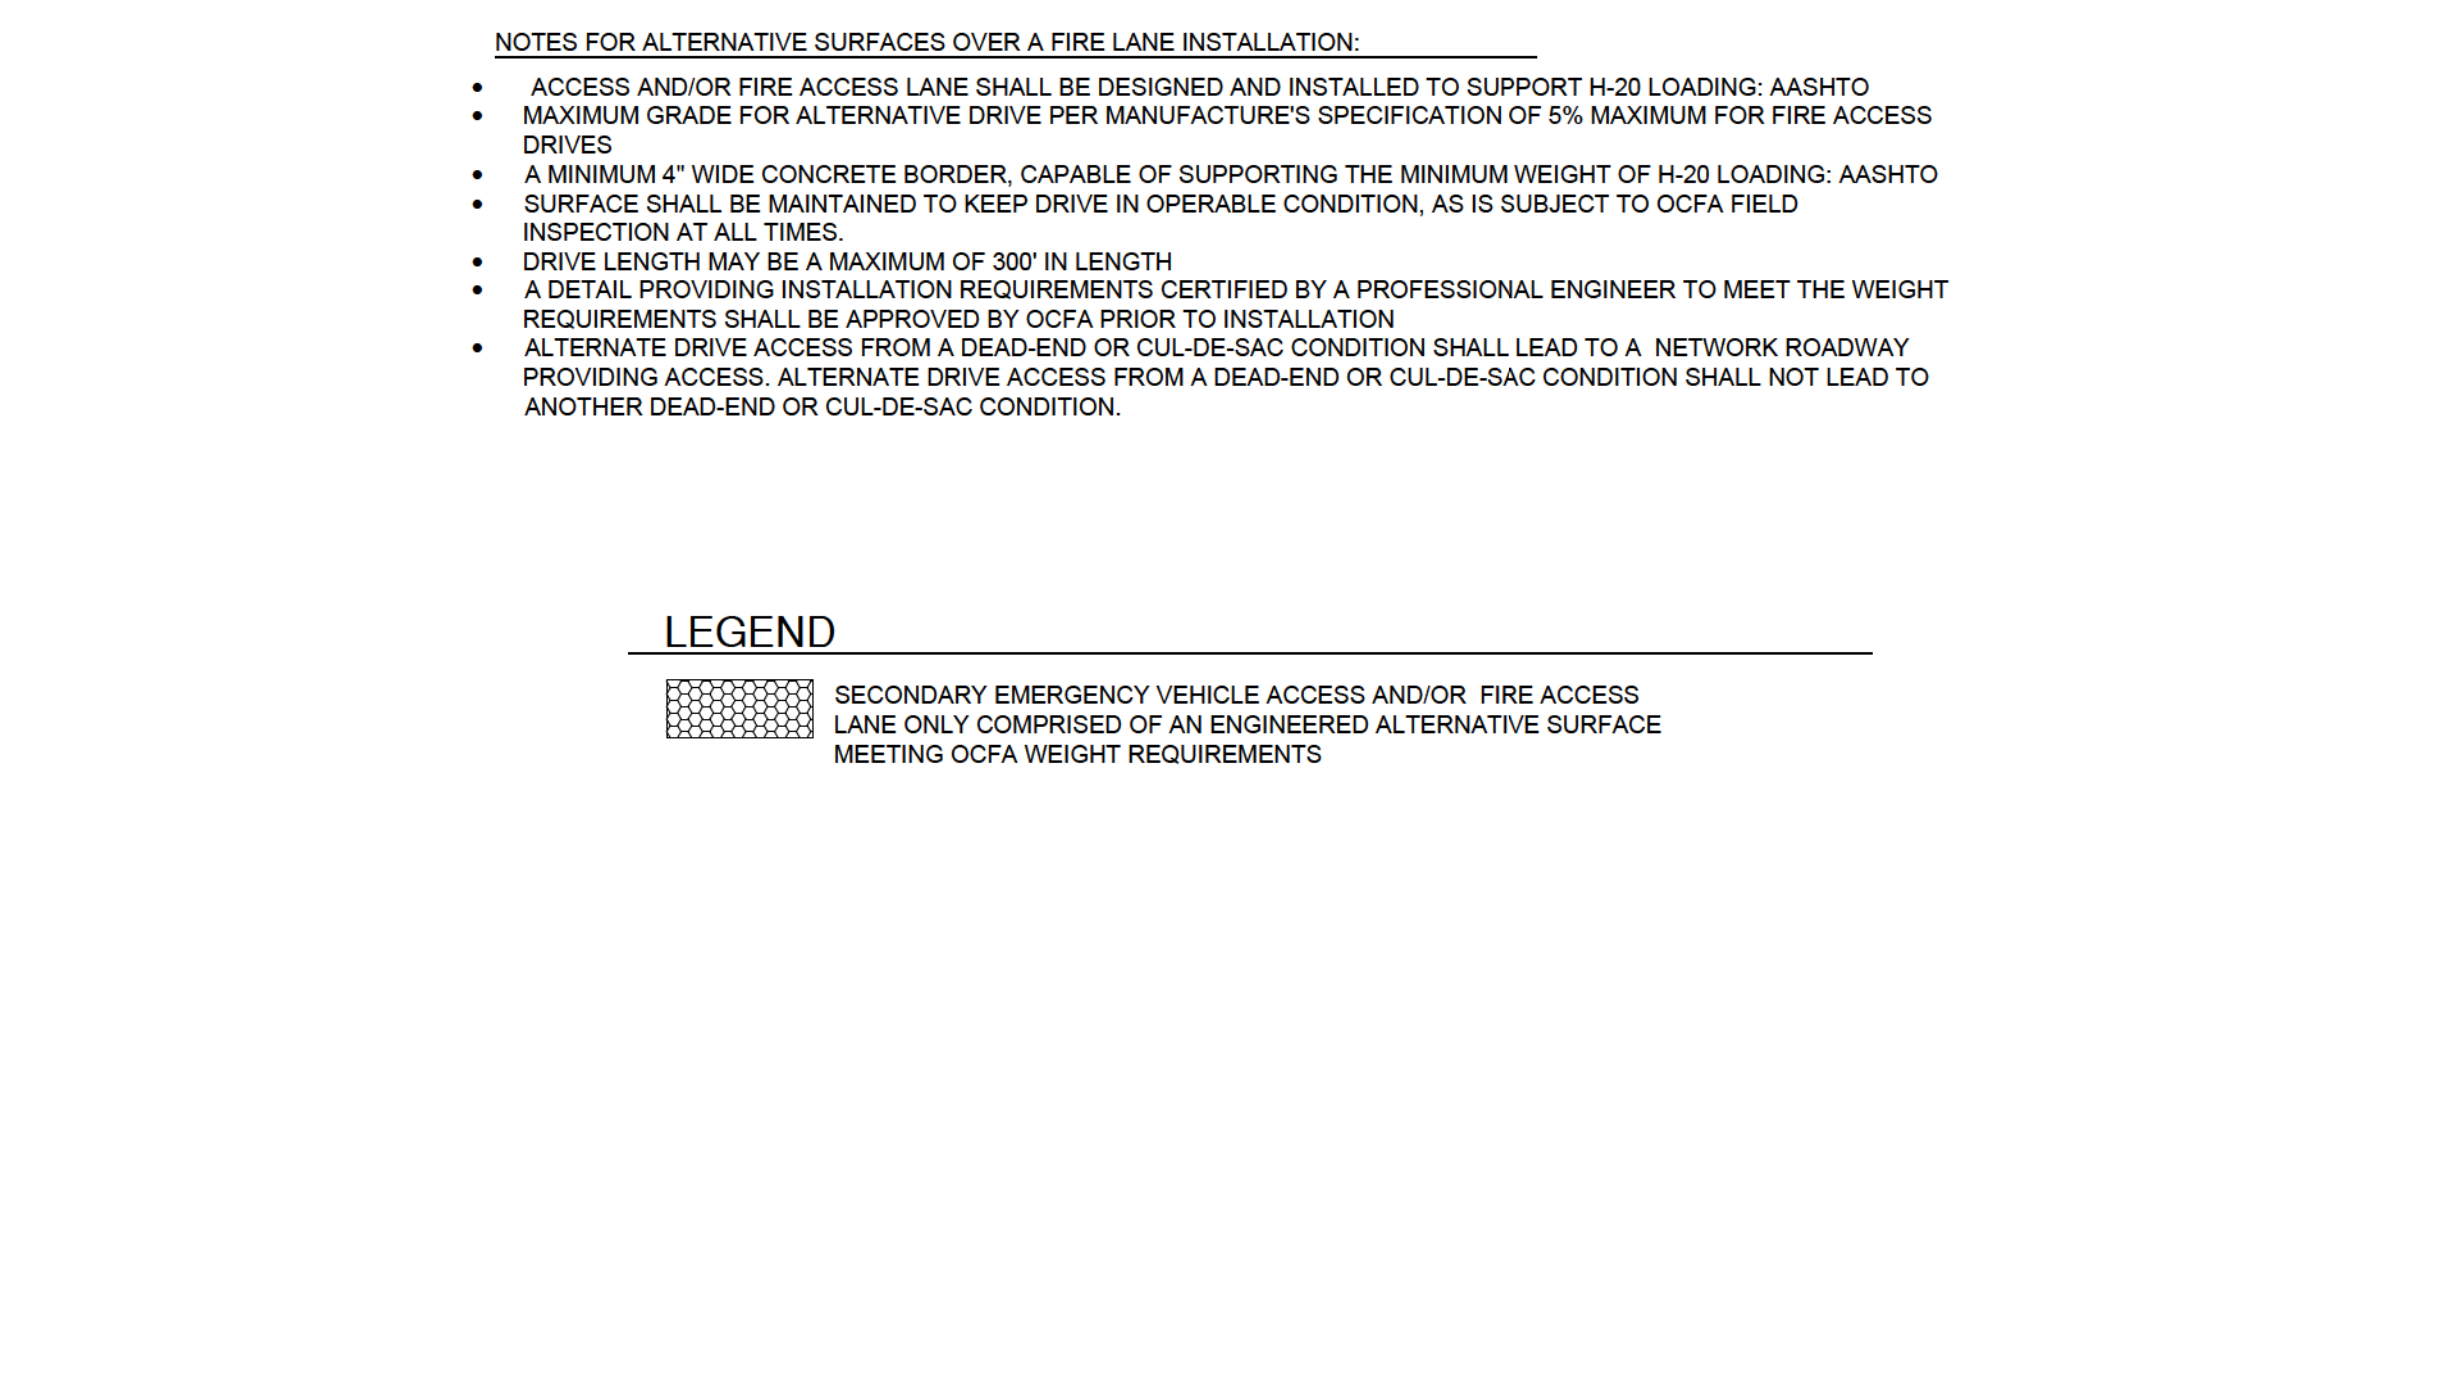 NOTES FOR ALTERNATIVE SURFACES OVER A FIRE LANE INSTALLATION:
• ACCESS AND/OR FIRE ACCESS LANE SHALL BE DESIGNED AND INSTALLED TO SUPPORT H-20 LOADING: AASHTO
• MAXIMUM GRADE FOR ALTERNATIVE DRIVE PER MANUFACTURE'S SPECIFICATION OF 5% MAXIMUM FOR FIRE ACCESS
DRIVES
• A MINIMUM 4" WIDE CONCRETE BORDER, CAPABLE OF SUPPORTING THE MINIMUM WEIGHT OF H-20 LOADING: AASHTO
• SURFACE SHALL BE MAINTAINED TO KEEP DRIVE IN OPERABLE CONDITION, AS IS SUBJECT TO OCFA FIELD
INSPECTION AT ALL TIMES.
• DRIVE LENGTH MAY BE A MAXIMUM OF 300' IN LENGTH
• A DETAIL PROVIDING INSTALLATION REQUIREMENTS CERTIFIED BY A PROFESSIONAL ENGINEER TO MEET THE WEIGHT
REQUIREMENTS SHALL BE APPROVED BY OCFA PRIOR TO INSTALLATION
• ALTERNATE DRIVE ACCESS FROM A DEAD-END OR CUL-DE-SAC CONDITION SHALL LEAD TO A NETWORK ROADWAY
PROVIDING ACCESS. ALTERNATE DRIVE ACCESS FROM A DEAD-END OR CUL-DE-SAC CONDITION SHALL NOT LEAD TO
ANOTHER DEAD-END OR CUL-DE-SAC CONDITION.
LEGEND
SECONDARY EMERGENCY VEHICLE ACCESS AND/OR FIRE ACCESS
LANE ONLY COMPRISED OF AN ENGINEERED ALTERNATIVE SURFACE
MEETING OCFA WEIGHT REQUIREMENTS